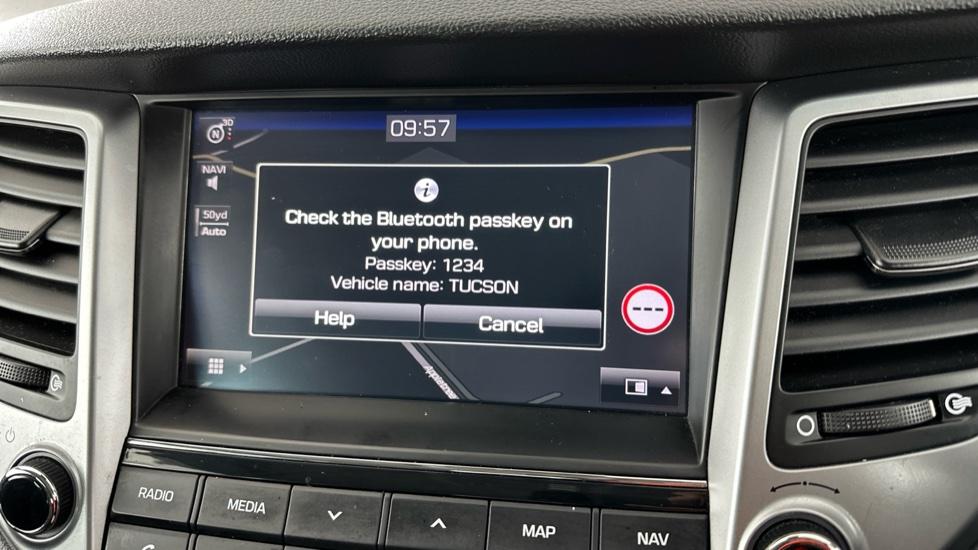 3D
N
09:57
NAVI
50yd
Auto
i
Check the Bluetooth passkey on
your phone.
Passkey: 1234
Vehicle name: TUCSON
Help
Cancel
---
RADIO
MEDIA
MAP
NAV